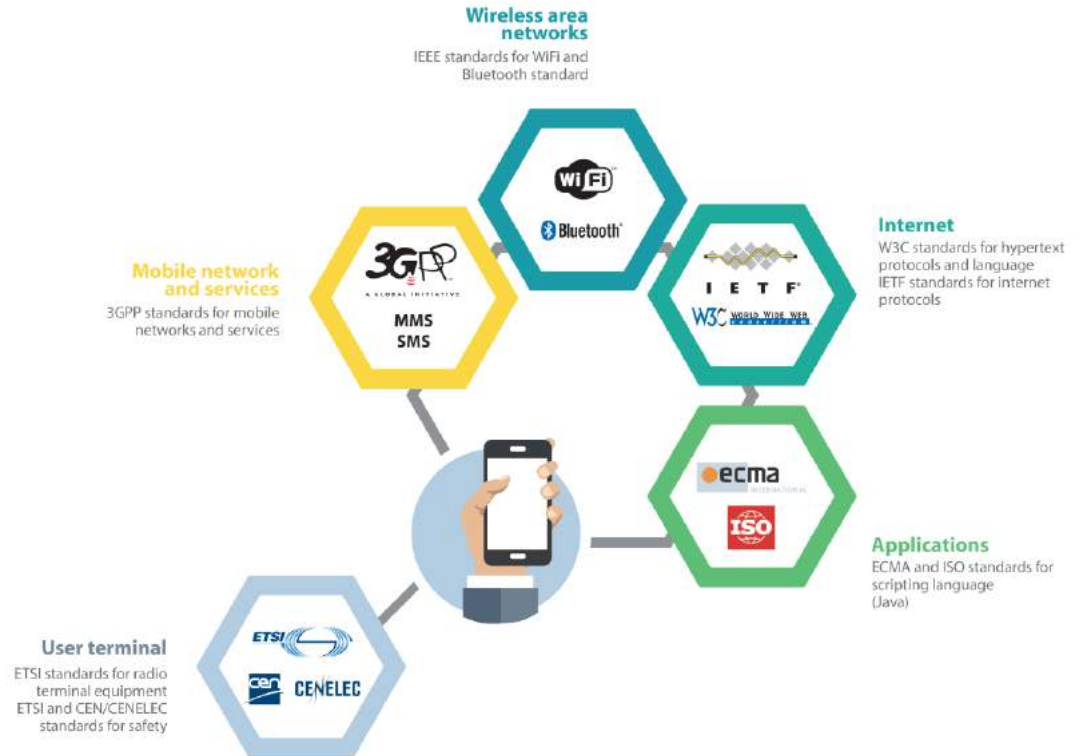 Wireless area
networks
IEEE standards for WiFi and
Bluetooth standard
Wi Fi
Bluetooth
Internet
W3C standards for hypertext
protocols and language
IETF standards for internet
protocols
I E T F
W3C WORLD WIDE WEB
consortium
Mobile network
and services
3GPP standards for mobile
networks and services
3GPP
A GLOBAL INITIATIVE
MMS
SMS
ecma
INTERNATIONAL
ISO
Applications
ECMA and ISO standards for
scripting language
(Java)
User terminal
ETSI standards for radio
terminal equipment
ETSI and CEN/CENELEC
standards for safety
ETSI
cen
CENELEC